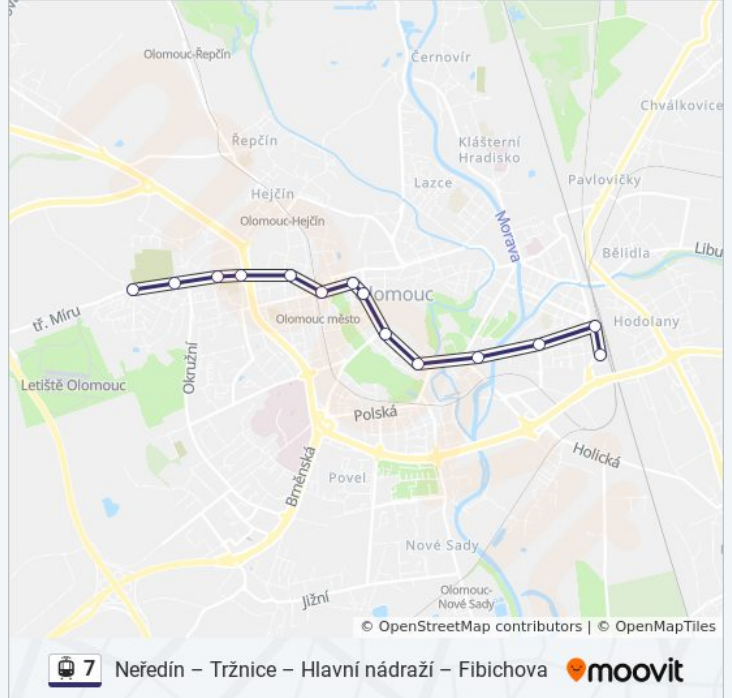 Olomouc-Řepčín
Černovír
Chválkovice
Řepčín
Klášterní
Hradisko
Lazce
Pavlovičky
Hejčín
Olomouc-Hejčín
Morava
Bělidla
Libu
lomouc
Olomouc město
Hodolany
tř. Míru
Okružní
Letiště Olomouc
Polská
Brněnská
Holická
Povel
Nové Sady
Olomouc-
Nové Sady
Jižní
© OpenStreetMap contributors | © OpenMapTiles
7 Neředín – Tržnice – Hlavní nádraží – Fibichova moovit